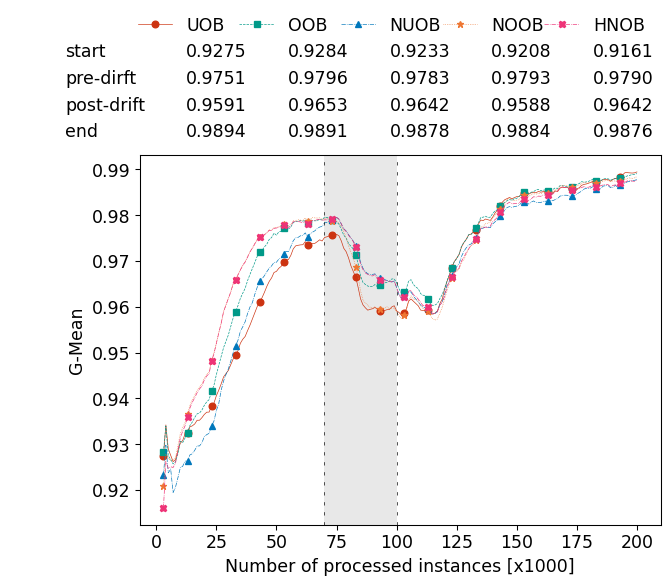 UOB OOB NUOB NOOB HNOB
start 0.9275 0.9284 0.9233 0.9208 0.9161
pre-dirft 0.9751 0.9796 0.9783 0.9793 0.9790
post-drift 0.9591 0.9653 0.9642 0.9588 0.9642
end 0.9894 0.9891 0.9878 0.9884 0.9876
0.99
0.98
0.97
0.96
0.95
0.94
0.93
0.92
G-Mean
0 25 50 75 100 125 150 175 200
Number of processed instances [x1000]